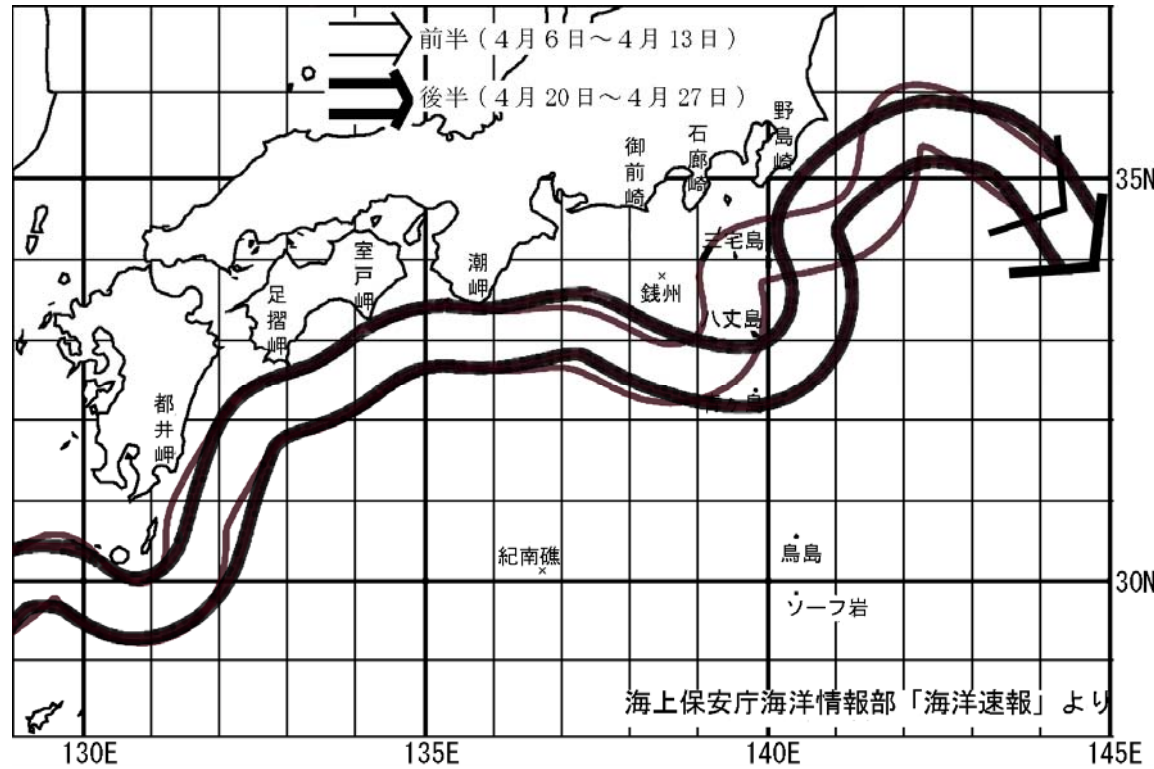 前半（４月６日～４月13日）
後半（４月20日～４月27日）
野島崎
石廊崎
御前崎
35N
三宅島
室戸岬
潮岬
銭州
足摺岬
八丈島
都井岬
紀南礁
鳥島
30N
ソーフ岩
海上保安庁海洋情報部「海洋速報」より
130E
135E
140E
145E